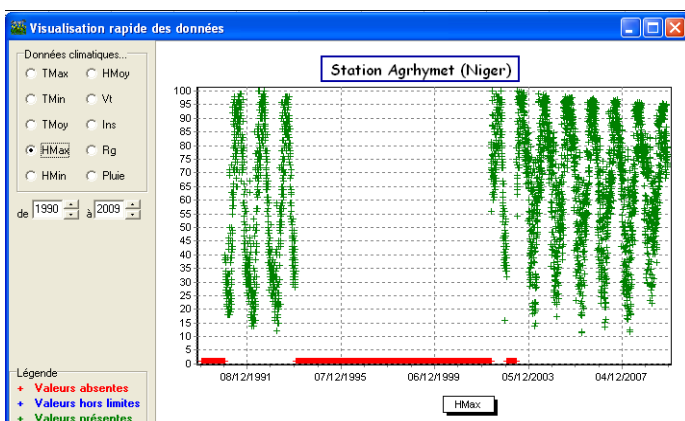 Visualisation rapide des données
Données climatiques...
TMax HMoy
TMin Vt
TMoy Ins
HMax Rg
HMin Pluie
de 1990 à 2009
Légende
+ Valeurs absentes
+ Valeurs hors limites
+ Valeurs présentes
Station Agrhymet (Niger)
100
95
90
85
80
75
70
65
60
55
50
45
40
35
30
25
20
15
10
5
0
08/12/1991 07/12/1995 06/12/1999 05/12/2003 04/12/2007
HMax